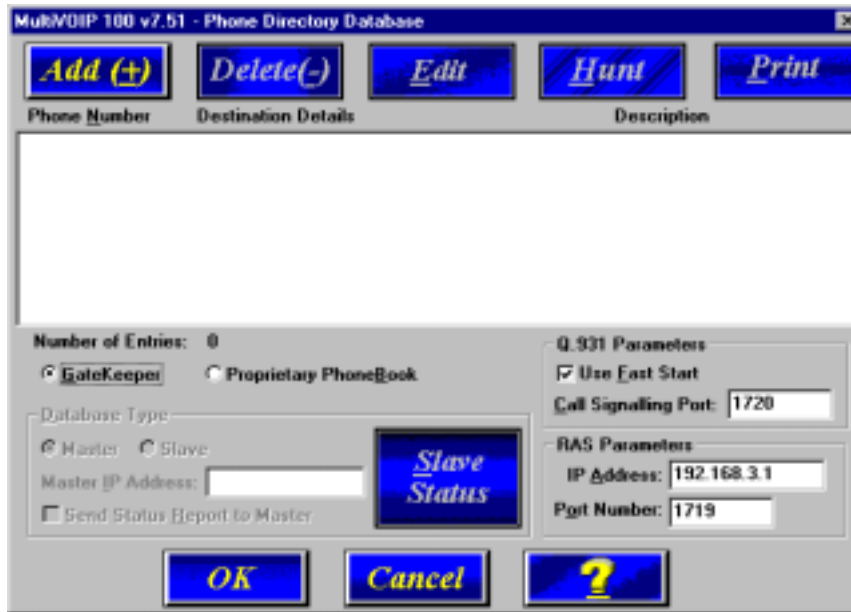 MultiVOIP 100 v7.51 - Phone Directory Database
Add (+) Delete(-) Edit Hunt Print
Phone Number Destination Details Description
Number of Entries: 0
GateKeeper Proprietary PhoneBook
Database Type
Master Slave
Master IP Address:
Send Status Report to Master
Slave
Status
Q.931 Parameters
Use Fast Start
Call Signalling Port: 1720
RAS Parameters
IP Address: 192.168.3.1
Port Number: 1719
OK Cancel ?